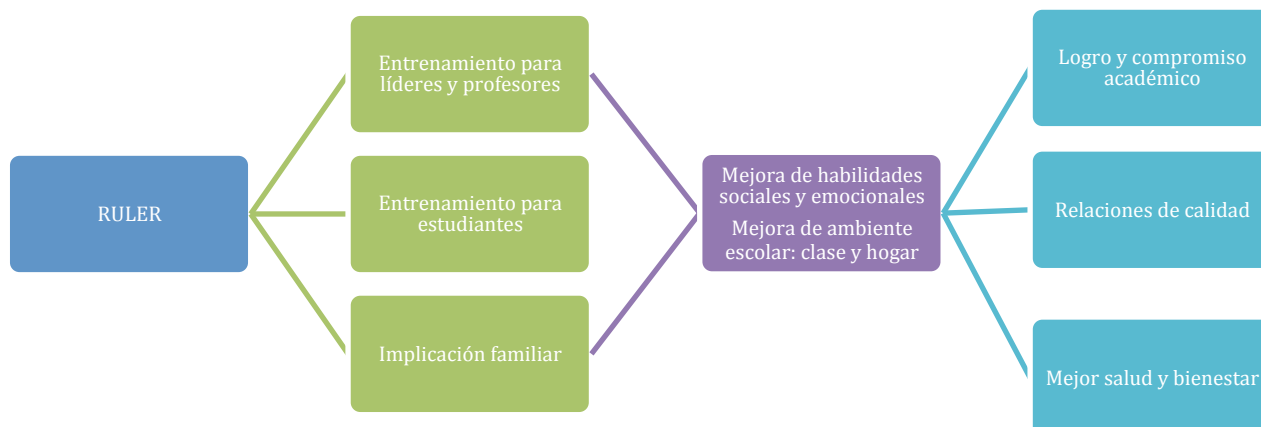 RULER
Entrenamiento para
líderes y profesores
Entrenamiento para
estudiantes
Implicación familiar
Mejora de habilidades
sociales y emocionales
Mejora de ambiente
escolar: clase y hogar
Logro y compromiso
académico
Relaciones de calidad
Mejor salud y bienestar